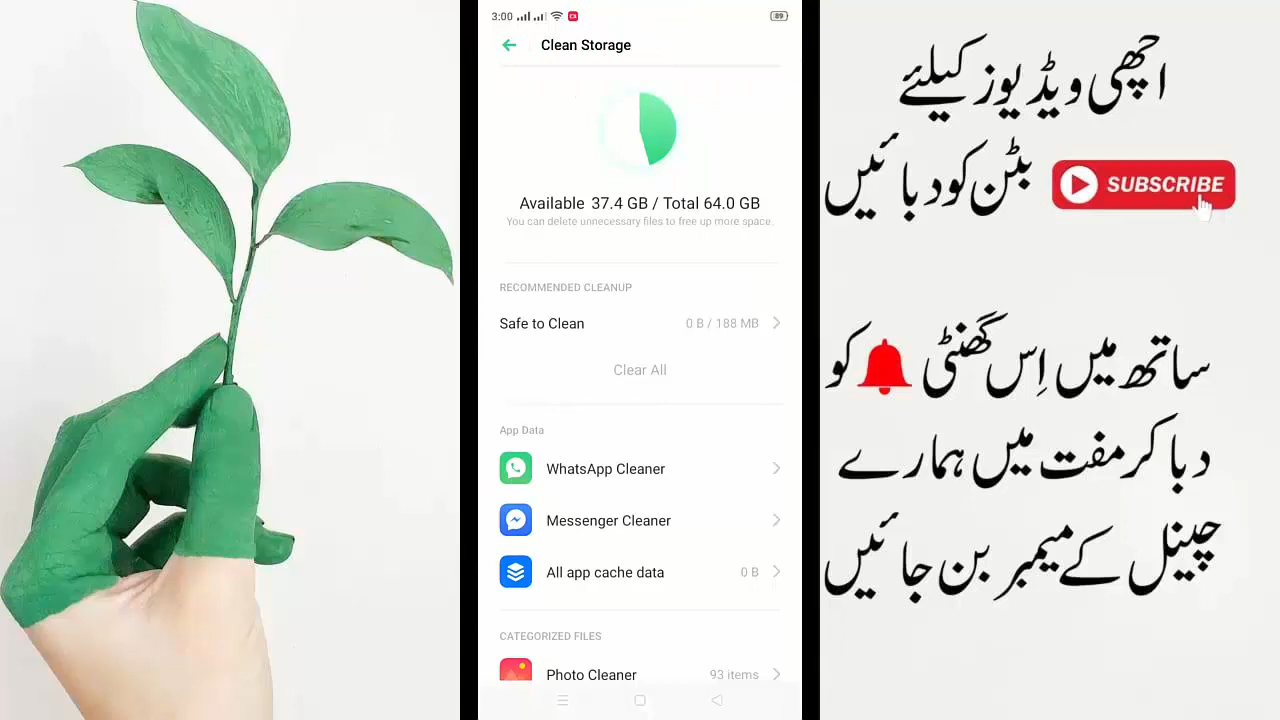 3:00
89
Clean Storage
Available 37.4 GB / Total 64.0 GB
You can delete unnecessary files to free up more space.
RECOMMENDED CLEANUP
Safe to Clean 0 B / 188 MB
Clear All
App Data
WhatsApp Cleaner
Messenger Cleaner
All app cache data 0 B
CATEGORIZED FILES
Photo Cleaner 93 items
اچھی ویڈیوز کیلئے
SUBSCRIBE بٹن کو دبائیں
ساتھ میں اِس گھنٹی کو
دبا کر مفت میں ہمارے
چینل کے میمبر بن جائیں